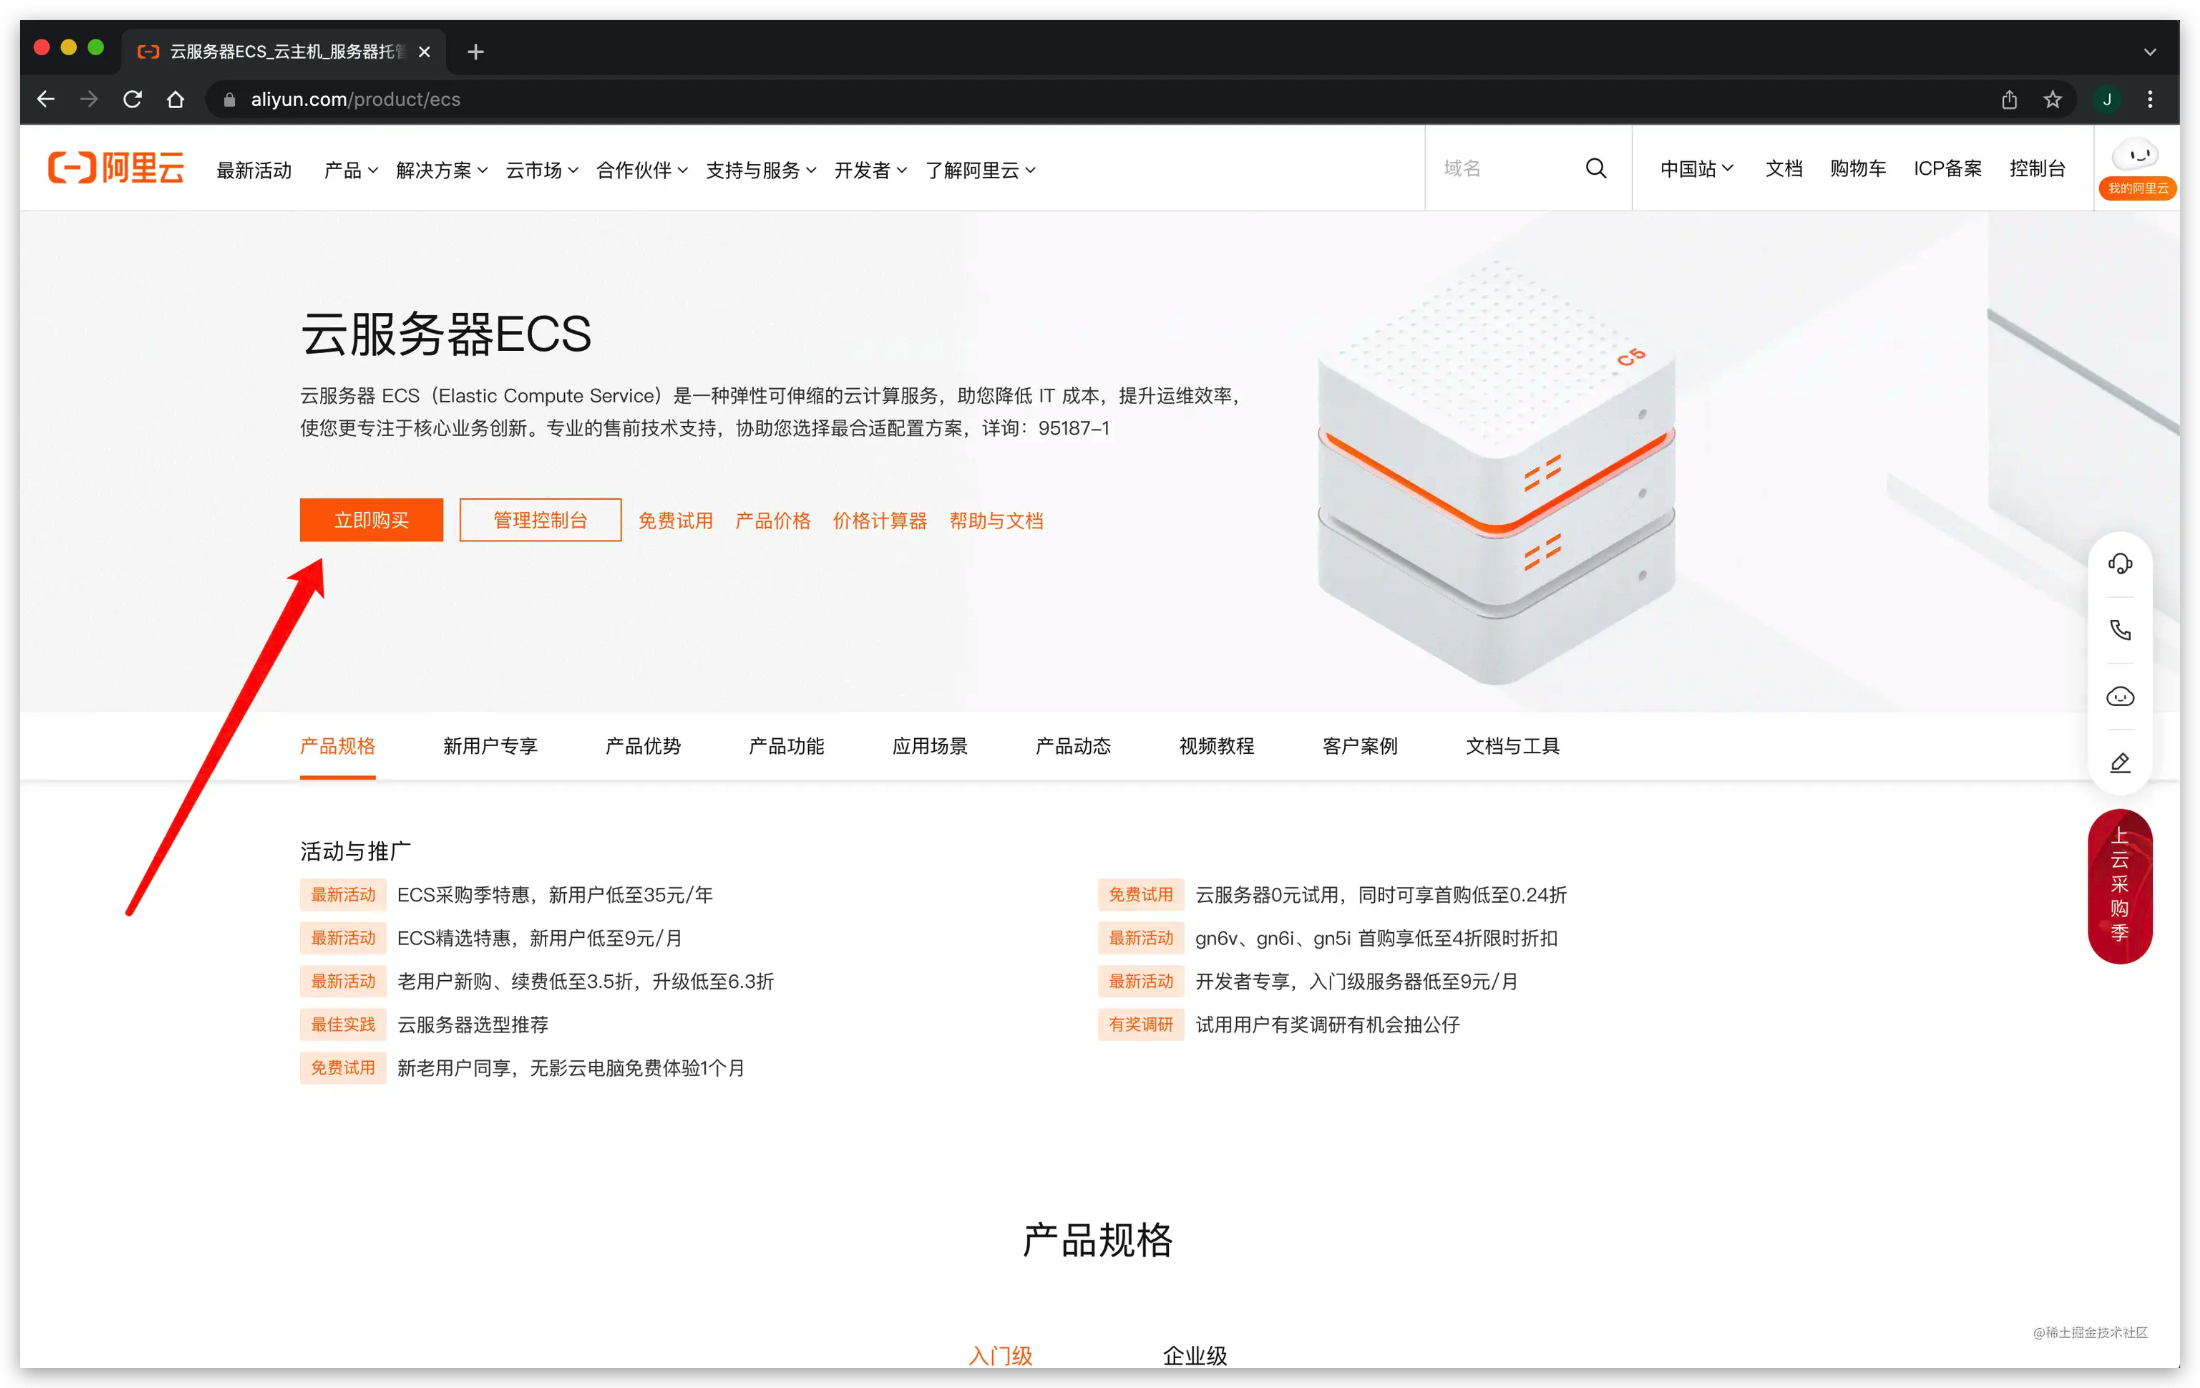 云服务器ECS_云主机_服务器托管
aliyun.com/product/ecs
J
阿里云
最新活动 产品 解决方案 云市场 合作伙伴 支持与服务 开发者 了解阿里云
域名
中国站 文档 购物车 ICP备案 控制台
我的阿里云
云服务器ECS
云服务器 ECS（Elastic Compute Service）是一种弹性可伸缩的云计算服务，助您降低 IT 成本，提升运维效率，
使您更专注于核心业务创新。专业的售前技术支持，协助您选择最合适配置方案，详询：95187-1
C5
立即购买 管理控制台 免费试用 产品价格 价格计算器 帮助与文档
产品规格 新用户专享 产品优势 产品功能 应用场景 产品动态 视频教程 客户案例 文档与工具
活动与推广
最新活动 ECS采购季特惠，新用户低至35元/年
免费试用 云服务器0元试用，同时可享首购低至0.24折
最新活动 ECS精选特惠，新用户低至9元/月
最新活动 gn6v、gn6i、gn5i 首购享低至4折限时折扣
最新活动 老用户新购、续费低至3.5折，升级低至6.3折
最新活动 开发者专享，入门级服务器低至9元/月
最佳实践 云服务器选型推荐
有奖调研 试用用户有奖调研有机会抽公仔
免费试用 新老用户同享，无影云电脑免费体验1个月
上云采购季
产品规格
入门级 企业级
@稀土掘金技术社区